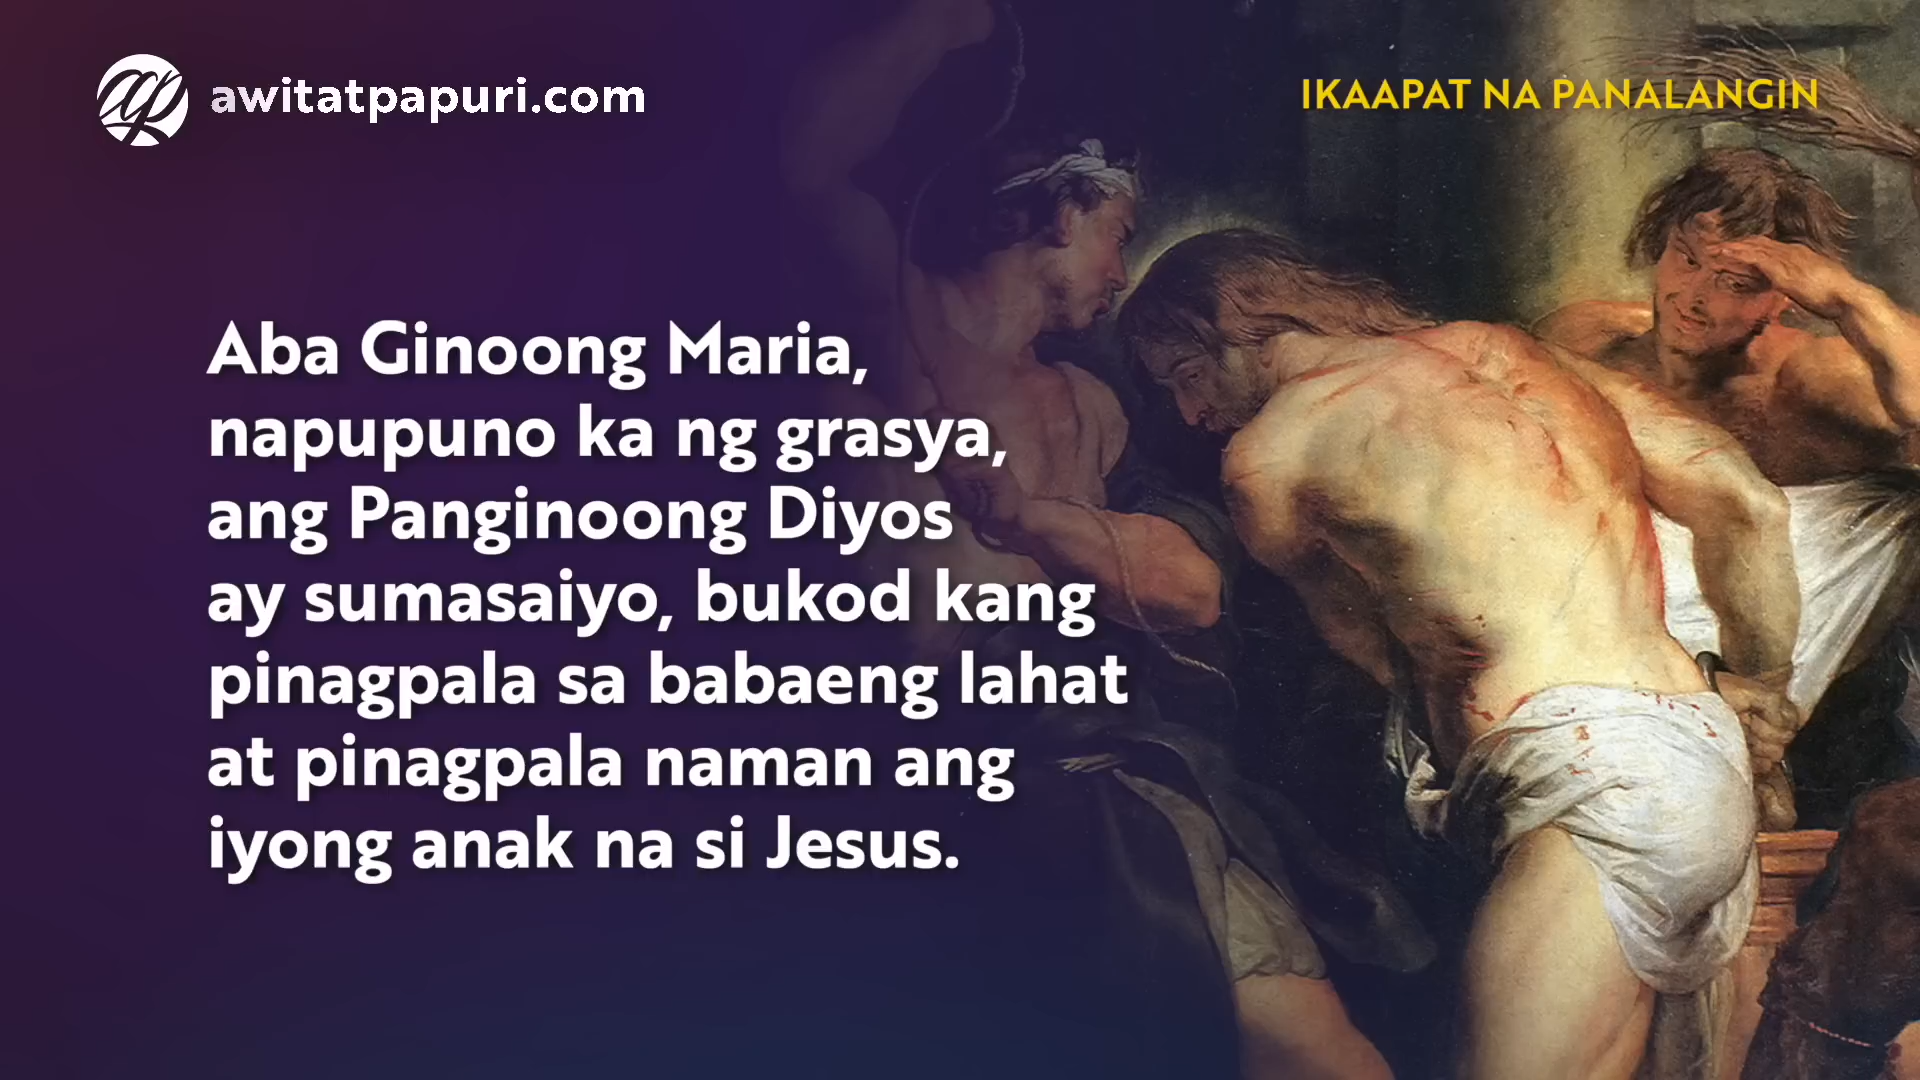 awitatpapuri.com
IKAAPAT NA PANALANGIN
Aba Ginoong Maria,
napupuno ka ng grasya,
ang Panginoong Diyos
ay sumasaiyo, bukod kang
pinagpala sa babaeng lahat
at pinagpala naman ang
iyong anak na si Jesus.